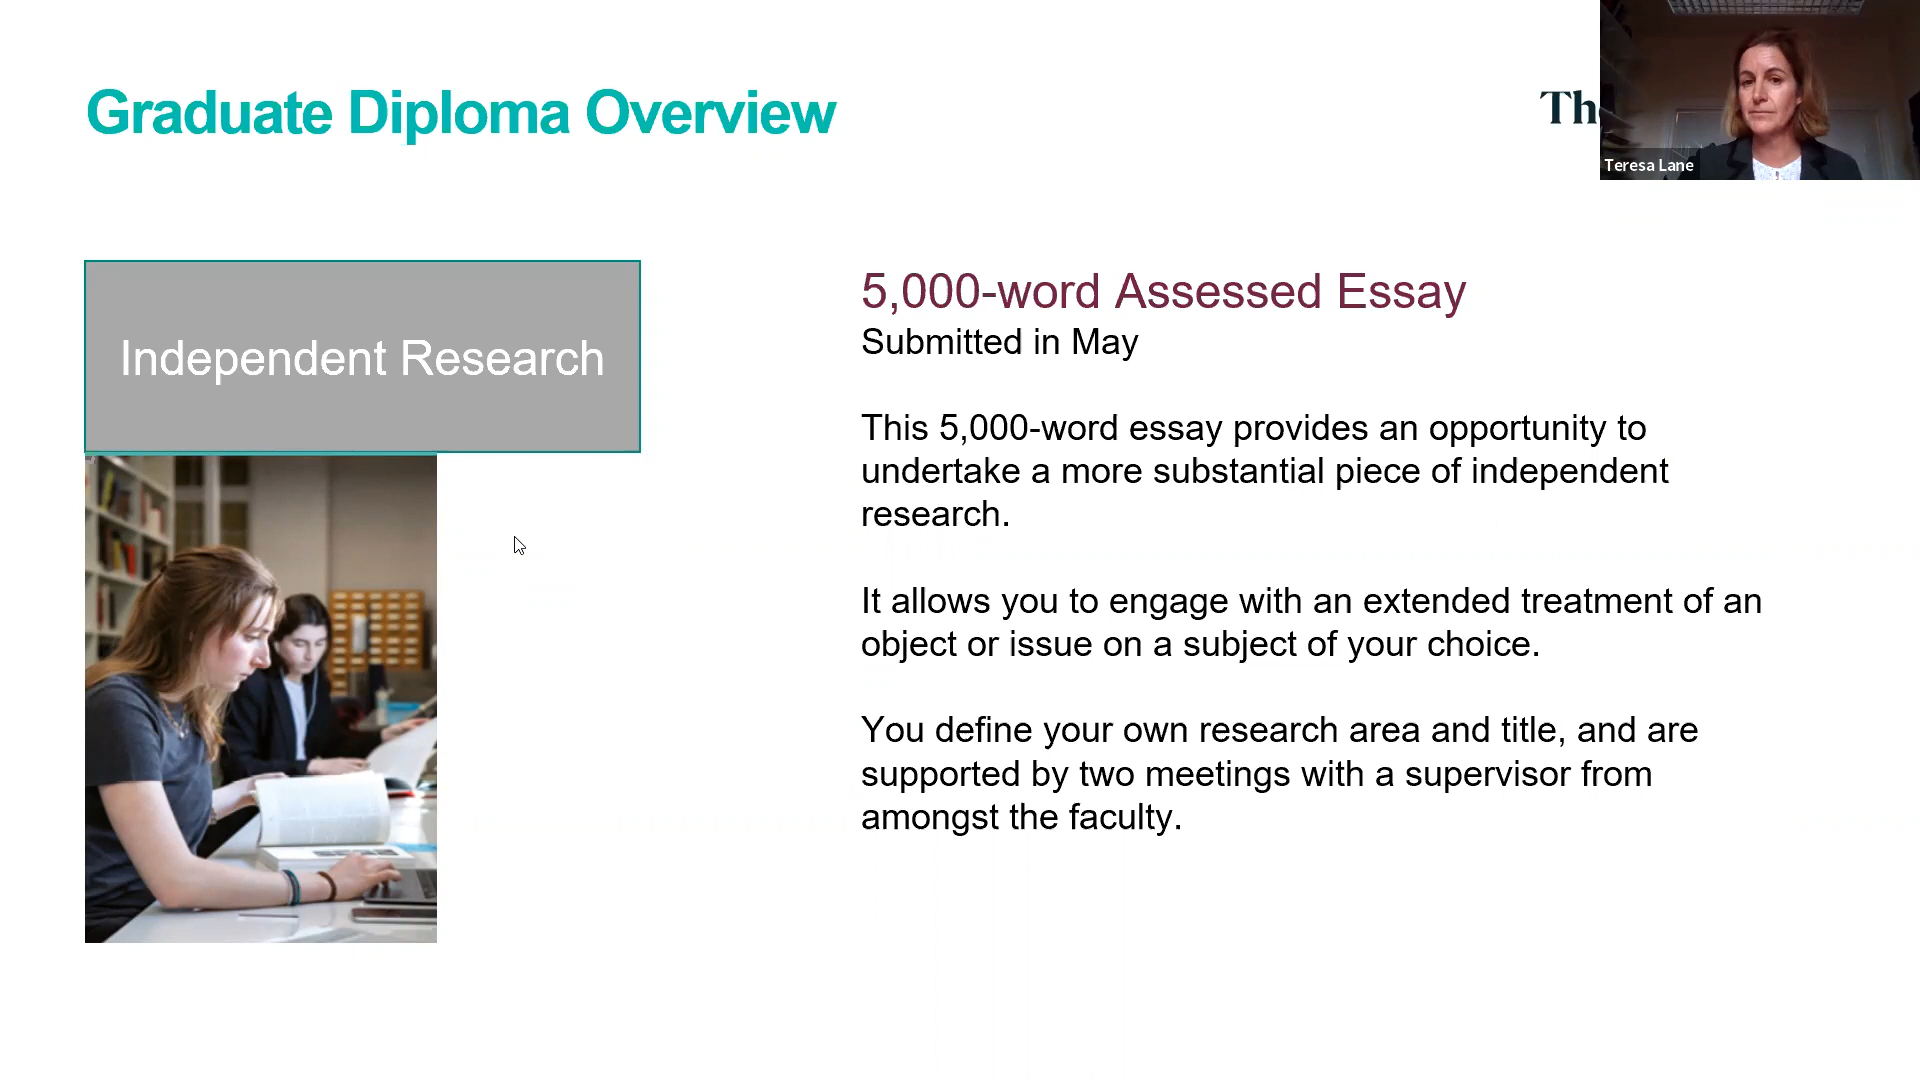 Graduate Diploma Overview
Teresa Lane
Independent Research
5,000-word Assessed Essay
Submitted in May
This 5,000-word essay provides an opportunity to
undertake a more substantial piece of independent
research.
It allows you to engage with an extended treatment of an
object or issue on a subject of your choice.
You define your own research area and title, and are
supported by two meetings with a supervisor from
amongst the faculty.